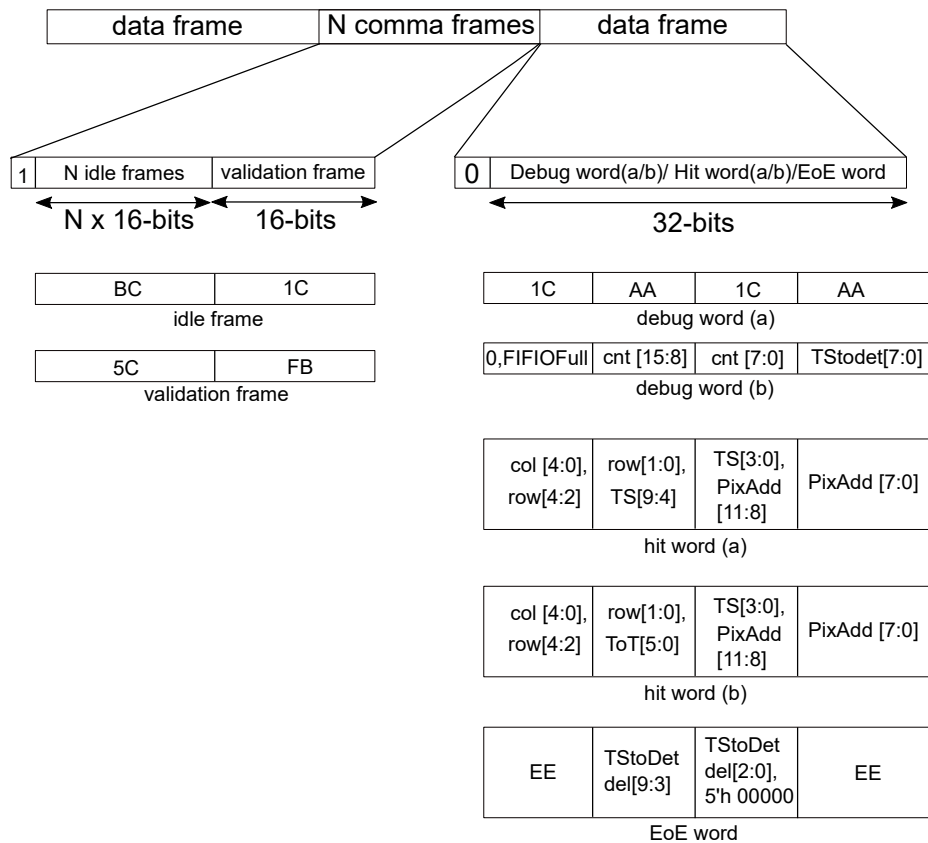 data frame N comma frames data frame
1 N idle frames validation frame 0 Debug word(a/b)/ Hit word(a/b)/EoE word
N x 16-bits 16-bits 32-bits
BC 1C
idle frame
5C FB
validation frame
1C AA 1C AA
debug word (a)
0,FIFIOFull cnt [15:8] cnt [7:0] TStodet[7:0]
debug word (b)
col [4:0],
row[4:2]
row[1:0],
TS[9:4]
TS[3:0],
PixAdd
[11:8]
PixAdd [7:0]
hit word (a)
col [4:0],
row[4:2]
row[1:0],
ToT[5:0]
TS[3:0],
PixAdd
[11:8]
PixAdd [7:0]
hit word (b)
EE
TStoDet
del[9:3]
TStoDet
del[2:0],
5'h 00000
EE
EoE word